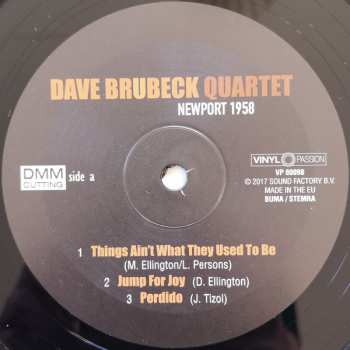 DAVE BRUBECK QUARTET
NEWPORT 1958
DMM
CUTTING
side a
VINYL PASSION
VP 80098
© 2017 SOUND FACTORY B.V.
MADE IN THE EU
BUMA / STEMRA
1 Things Ain't What They Used To Be
(M. Ellington/L. Persons)
2 Jump For Joy (D. Ellington)
3 Perdido (J. Tizol)